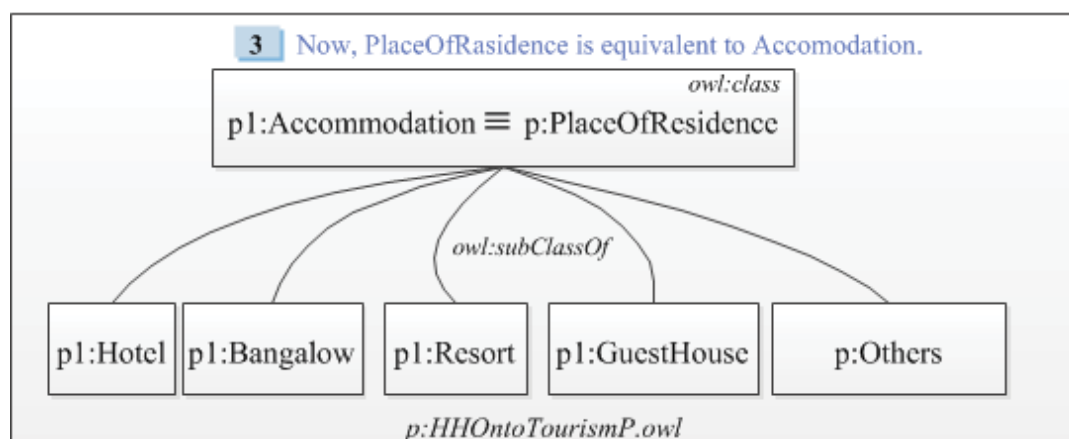 3 Now, PlaceOfRasidence is equivalent to Accomodation.
owl:class
p1:Accommodation ≡ p:PlaceOfResidence
owl:subClassOf
p1:Hotel p1:Bangalow p1:Resort p1:GuestHouse p:Others
p:HHOntoTourismP.owl